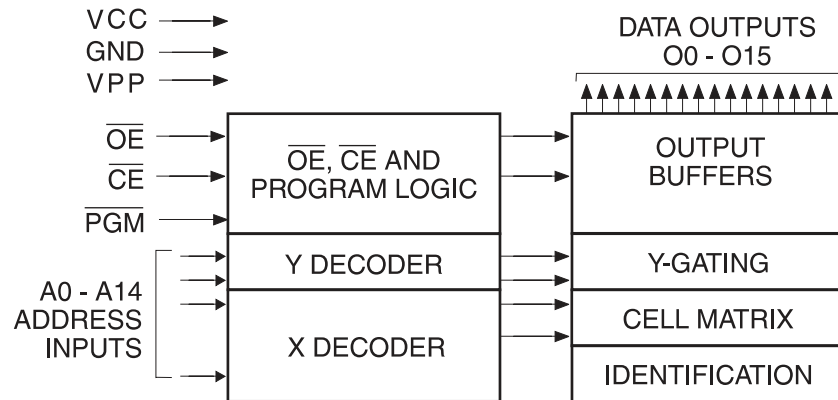 VCC
GND
VPP
OE
CE
PGM
A0 - A14
ADDRESS
INPUTS
OE, CE AND
PROGRAM LOGIC
Y DECODER
X DECODER
DATA OUTPUTS
O0 - O15
OUTPUT
BUFFERS
Y-GATING
CELL MATRIX
IDENTIFICATION